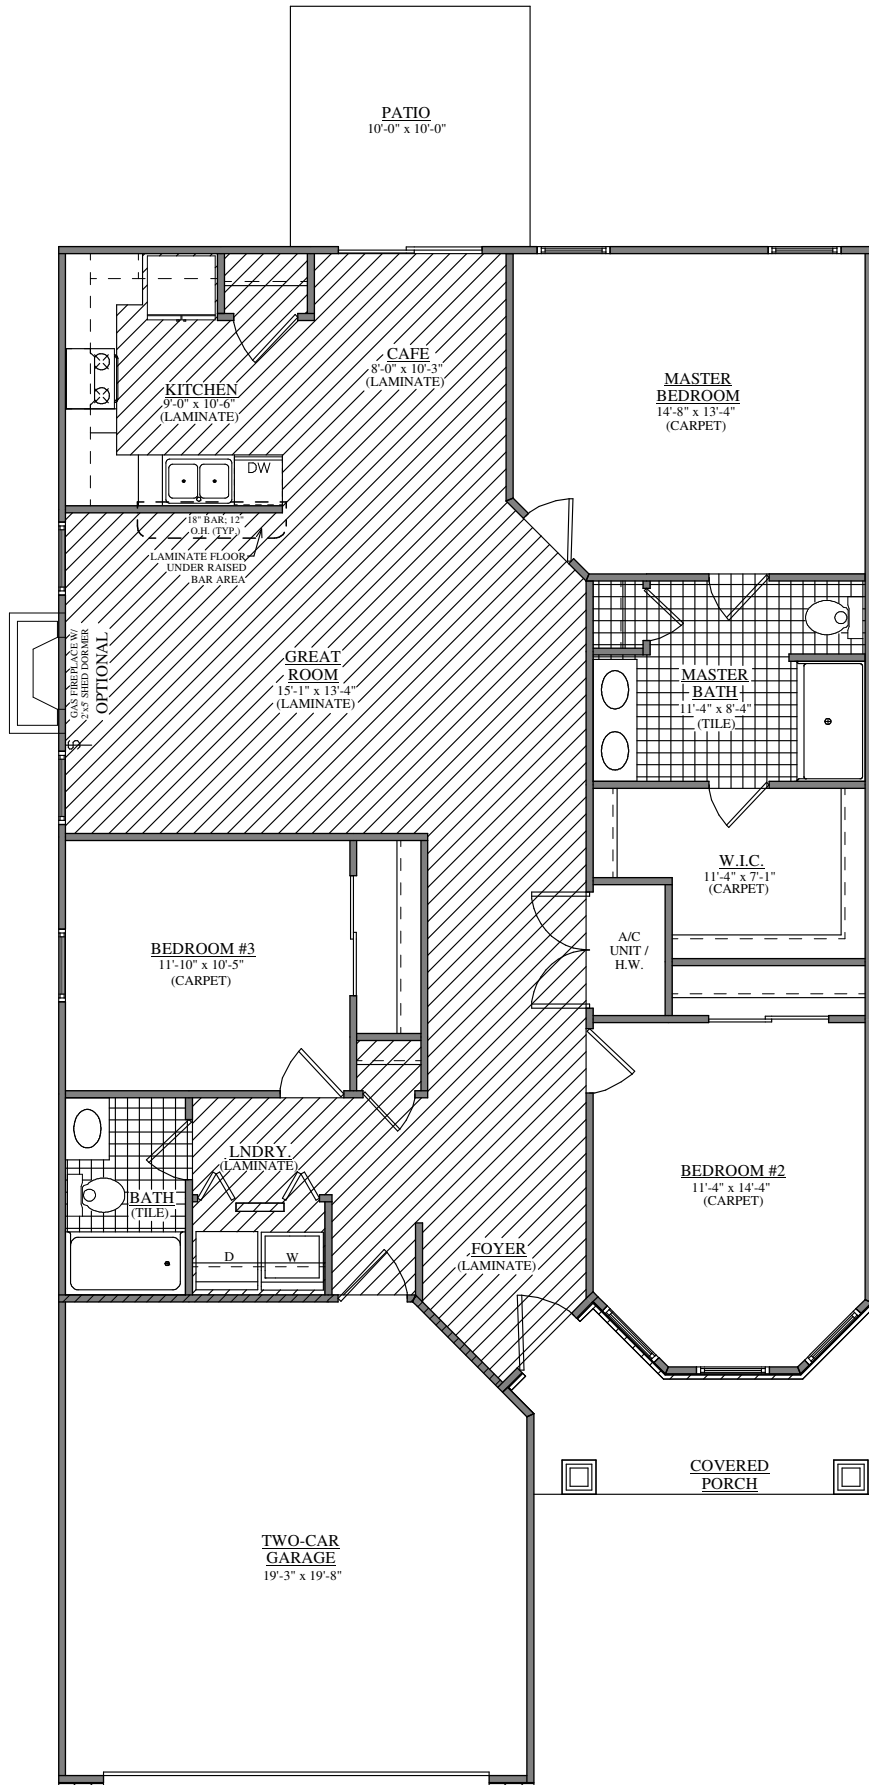 PATIO
10'-0" x 10'-0"
CAFE
8'-0" x 10'-3"
(LAMINATE)
KITCHEN
9'-0" x 10'-6"
(LAMINATE)
MASTER
BEDROOM
14'-8" x 13'-4"
(CARPET)
DW
18" BAR; 12"
O.H. (TYP.)
LAMINATE FLOOR
UNDER RAISED
BAR AREA
GAS FIREPLACE W/
2'x5' SHED DORMER
OPTIONAL
GREAT
ROOM
15'-1" x 13'-4"
(LAMINATE)
MASTER
BATH
11'-4" x 8'-4"
(TILE)
W.I.C.
11'-4" x 7'-1"
(CARPET)
A/C
UNIT /
H.W.
BEDROOM #3
11'-10" x 10'-5"
(CARPET)
LNDRY.
(LAMINATE)
BATH
(TILE)
D
W
BEDROOM #2
11'-4" x 14'-4"
(CARPET)
FOYER
(LAMINATE)
COVERED
PORCH
TWO-CAR
GARAGE
19'-3" x 19'-8"